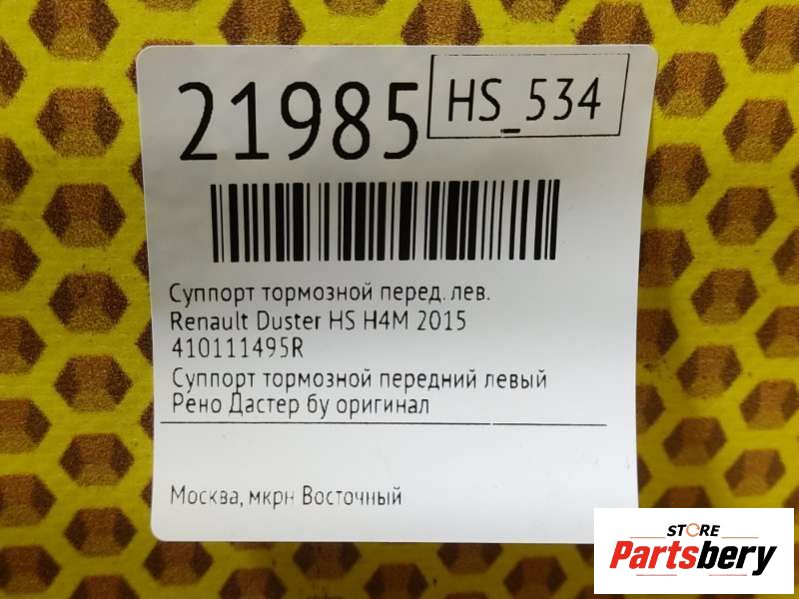 21985
HS_534
Суппорт тормозной перед. лев.
Renault Duster HS H4M 2015
410111495R
Суппорт тормозной передний левый
Рено Дастер бу оригинал
Москва, мкрн Восточный
STORE
Partsbery